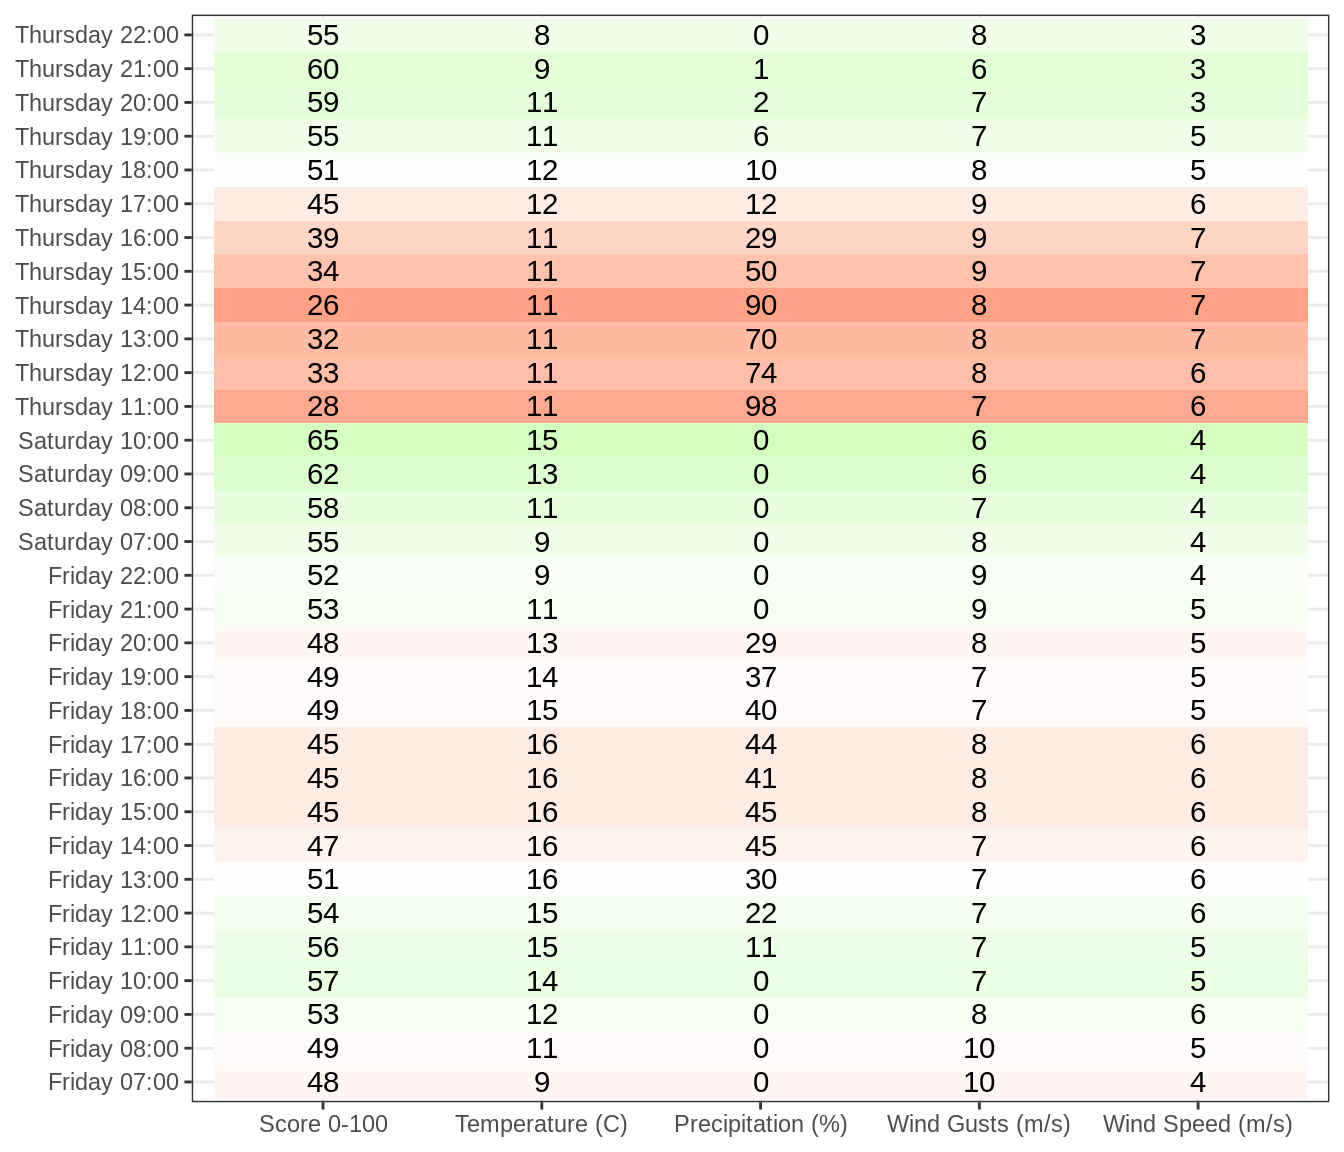 Thursday 22:00 55 8 0 8 3
Thursday 21:00 60 9 1 6 3
Thursday 20:00 59 11 2 7 3
Thursday 19:00 55 11 6 7 5
Thursday 18:00 51 12 10 8 5
Thursday 17:00 45 12 12 9 6
Thursday 16:00 39 11 29 9 7
Thursday 15:00 34 11 50 9 7
Thursday 14:00 26 11 90 8 7
Thursday 13:00 32 11 70 8 7
Thursday 12:00 33 11 74 8 6
Thursday 11:00 28 11 98 7 6
Saturday 10:00 65 15 0 6 4
Saturday 09:00 62 13 0 6 4
Saturday 08:00 58 11 0 7 4
Saturday 07:00 55 9 0 8 4
Friday 22:00 52 9 0 9 4
Friday 21:00 53 11 0 9 5
Friday 20:00 48 13 29 8 5
Friday 19:00 49 14 37 7 5
Friday 18:00 49 15 40 7 5
Friday 17:00 45 16 44 8 6
Friday 16:00 45 16 41 8 6
Friday 15:00 45 16 45 8 6
Friday 14:00 47 16 45 7 6
Friday 13:00 51 16 30 7 6
Friday 12:00 54 15 22 7 6
Friday 11:00 56 15 11 7 5
Friday 10:00 57 14 0 7 5
Friday 09:00 53 12 0 8 6
Friday 08:00 49 11 0 10 5
Friday 07:00 48 9 0 10 4
Score 0-100 Temperature (C) Precipitation (%) Wind Gusts (m/s) Wind Speed (m/s)